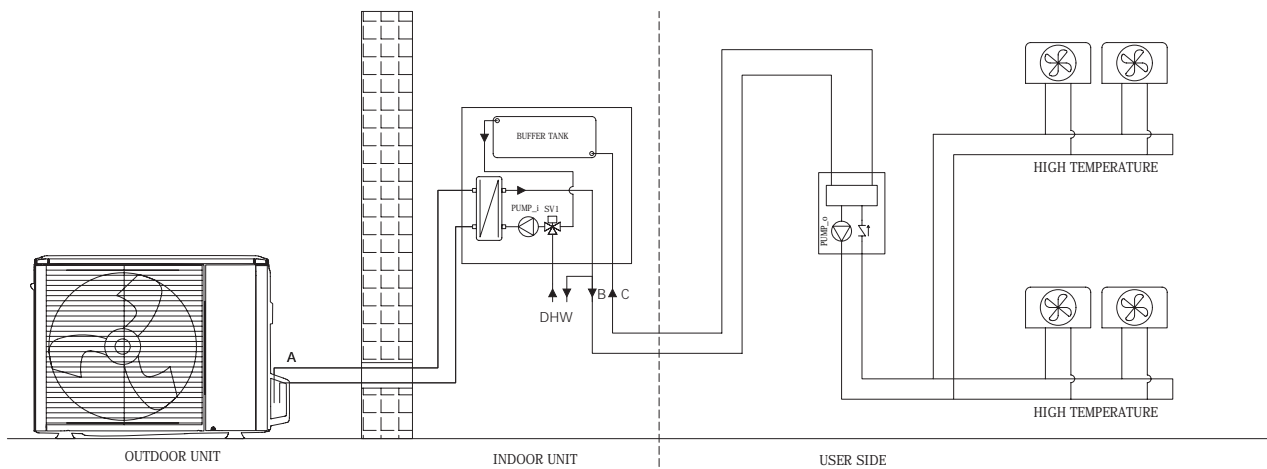 BUFFER TANK
HIGH TEMPERATURE
PUMP_i SV1
PUMP_o
B C
DHW
A
HIGH TEMPERATURE
OUTDOOR UNIT
INDOOR UNIT
USER SIDE